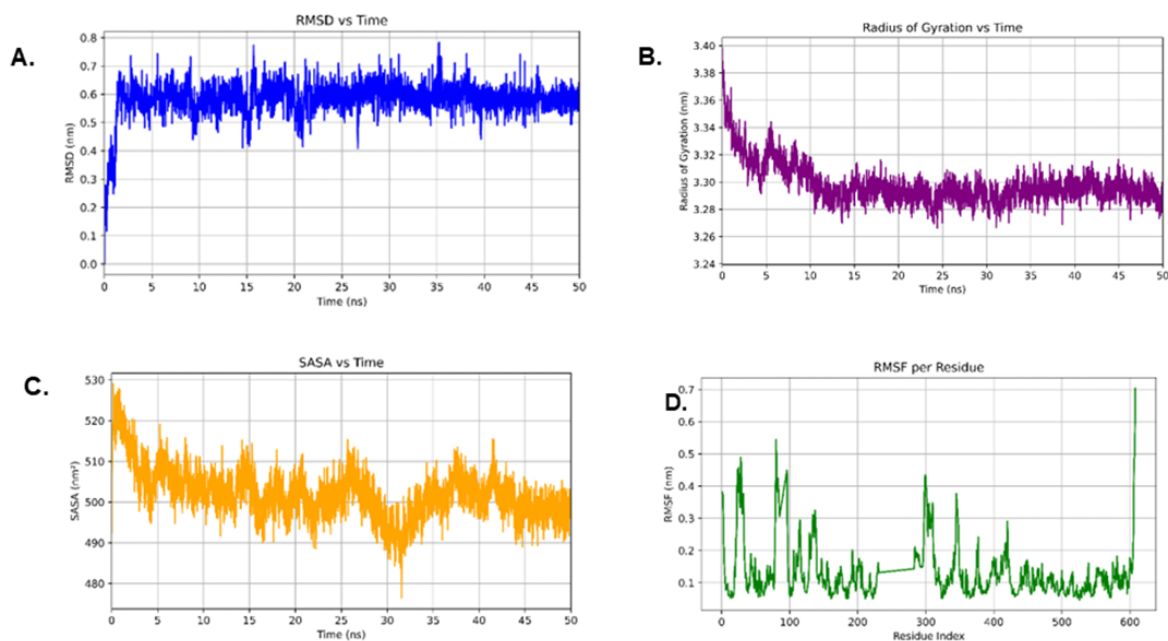 A.
RMSD vs Time
RMSD (nm)
0.8
0.7
0.6
0.5
0.4
0.3
0.2
0.1
0.0
0 5 10 15 20 25 30 35 40 45 50
Time (ns)
B.
Radius of Gyration vs Time
Radius of Gyration (nm)
3.40
3.38
3.36
3.34
3.32
3.30
3.28
3.26
3.24
0 5 10 15 20 25 30 35 40 45 50
Time (ns)
C.
SASA vs Time
SASA (nm²)
530
520
510
500
490
480
0 5 10 15 20 25 30 35 40 45 50
Time (ns)
D.
RMSF per Residue
RMSF (nm)
0.7
0.6
0.5
0.4
0.3
0.2
0.1
0 100 200 300 400 500 600
Residue Index